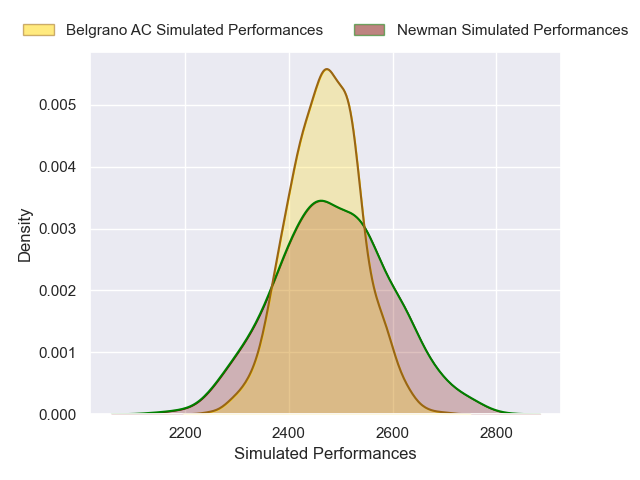 Belgrano AC Simulated Performances Newman Simulated Performances
0.005
0.004
0.003
0.002
0.001
0.000
Density
2200 2400 2600 2800
Simulated Performances